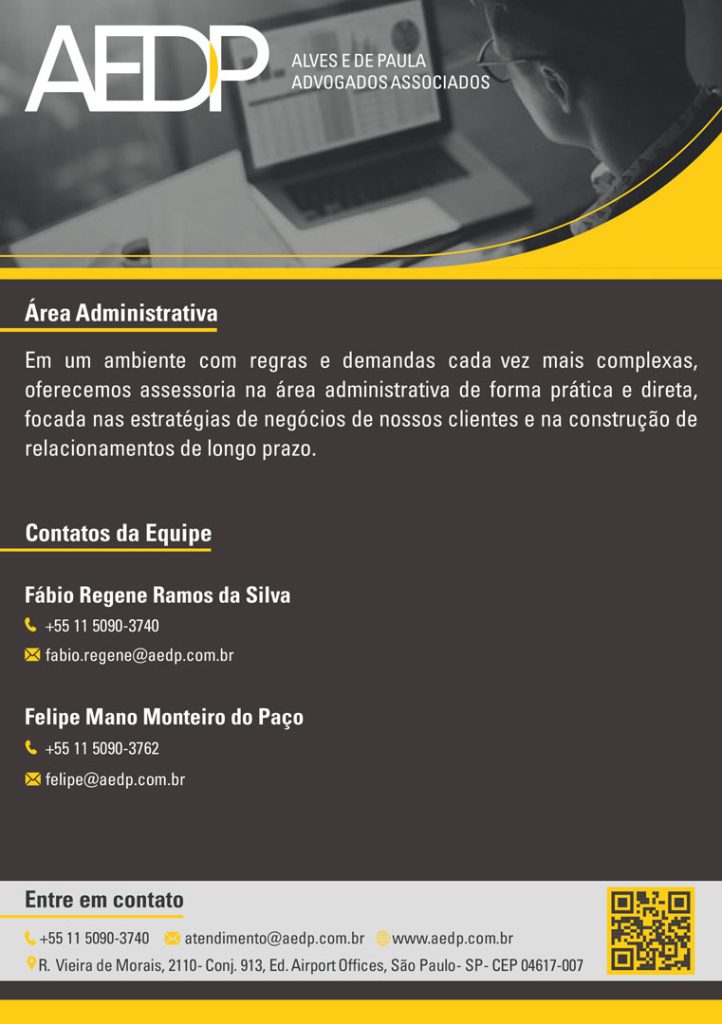 AEDP
ALVES E DE PAULA
ADVOGADOS ASSOCIADOS
Área Administrativa
Em um ambiente com regras e demandas cada vez mais complexas,
oferecemos assessoria na área administrativa de forma prática e direta,
focada nas estratégias de negócios de nossos clientes e na construção de
relacionamentos de longo prazo.
Contatos da Equipe
Fábio Regene Ramos da Silva
+55 11 5090-3740
fabio.regene@aedp.com.br
Felipe Mano Monteiro do Paço
+55 11 5090-3762
felipe@aedp.com.br
Entre em contato
+55 11 5090-3740 atendimento@aedp.com.br www.aedp.com.br
R. Vieira de Morais, 2110- Conj. 913, Ed. Airport Offices, São Paulo- SP- CEP 04617-007